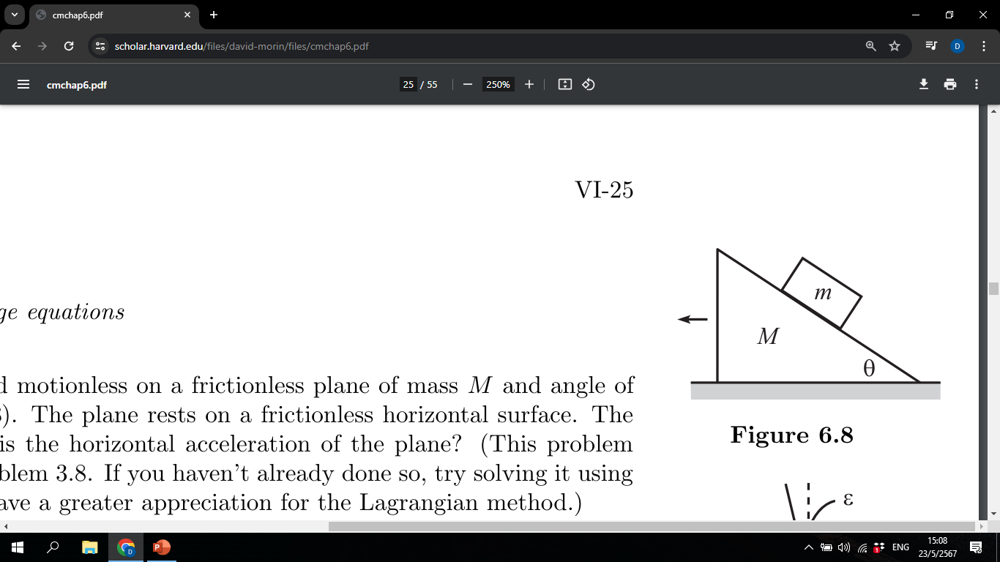 cmchap6.pdf
scholar.harvard.edu/files/david-morin/files/cmchap6.pdf
D
cmchap6.pdf
25 / 55
250%
VI-25
m
M
θ
ge equations
d motionless on a frictionless plane of mass M and angle of
). The plane rests on a frictionless horizontal surface. The
is the horizontal acceleration of the plane? (This problem
blem 3.8. If you haven't already done so, try solving it using
ave a greater appreciation for the Lagrangian method.)
Figure 6.8
ε
D
P
1
ENG
15:08
23/5/2567